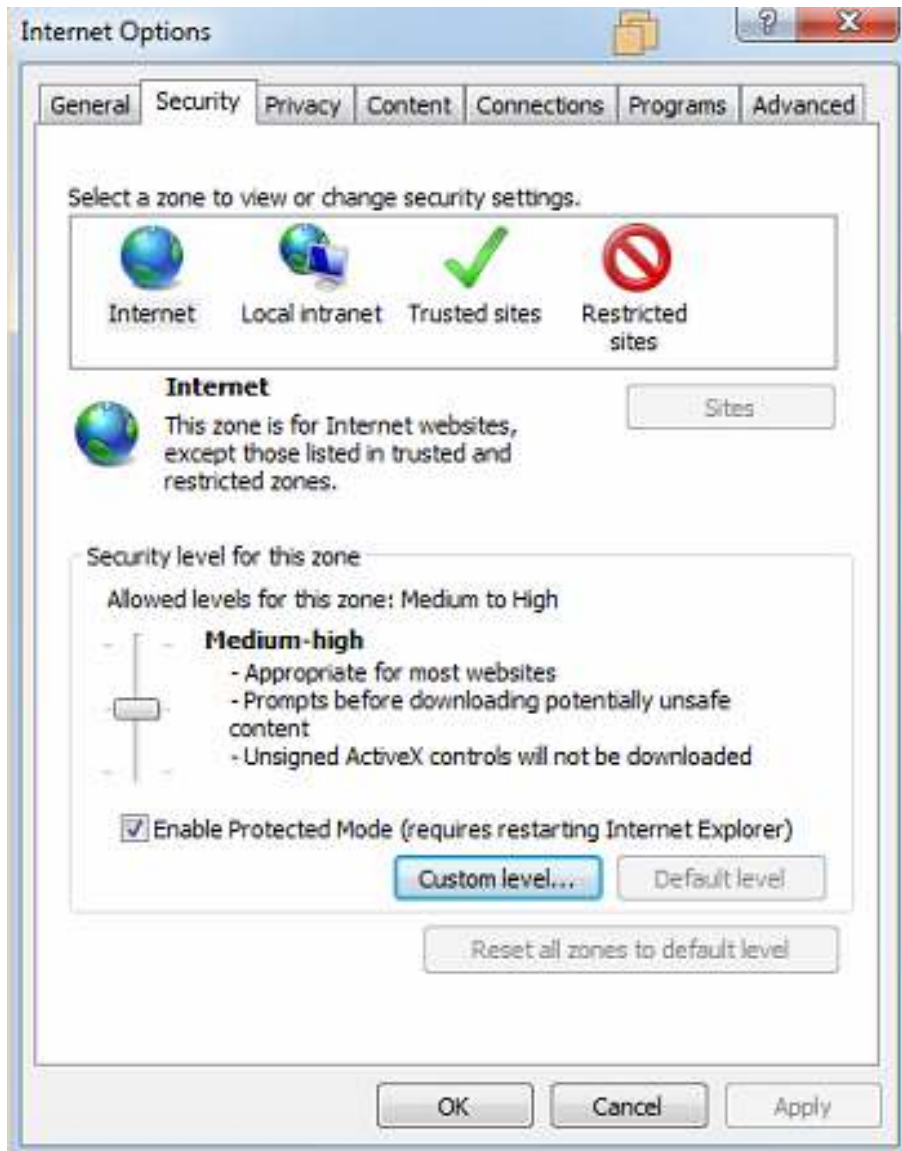 Internet Options
?
General Security Privacy Content Connections Programs Advanced
Select a zone to view or change security settings.
Internet Local intranet Trusted sites Restricted
sites
Internet
Sites
This zone is for Internet websites,
except those listed in trusted and
restricted zones.
Security level for this zone
Allowed levels for this zone: Medium to High
Medium-high
- Appropriate for most websites
- Prompts before downloading potentially unsafe
content
- Unsigned ActiveX controls will not be downloaded
Enable Protected Mode (requires restarting Internet Explorer)
Custom level... Default level
Reset all zones to default level
OK Cancel Apply